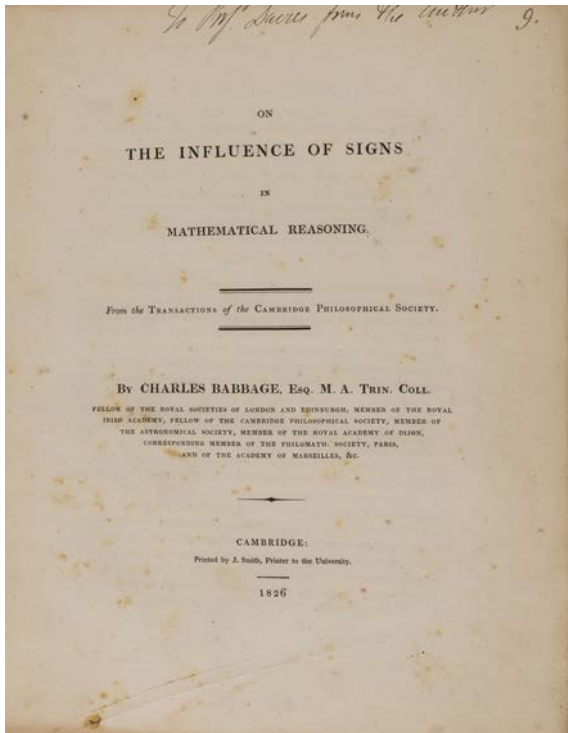 To Prof. Davies from the author 9.
ON
THE INFLUENCE OF SIGNS
IN
MATHEMATICAL REASONING.
From the TRANSACTIONS of the CAMBRIDGE PHILOSOPHICAL SOCIETY.
BY CHARLES BABBAGE, ESQ. M. A. TRIN. COLL.
FELLOW OF THE ROYAL SOCIETIES OF LONDON AND EDINBURGH, MEMBER OF THE ROYAL
IRISH ACADEMY, FELLOW OF THE CAMBRIDGE PHILOSOPHICAL SOCIETY, MEMBER OF
THE ASTRONOMICAL SOCIETY, MEMBER OF THE ROYAL ACADEMY OF DIJON,
CORRESPONDING MEMBER OF THE PHILOMATH. SOCIETY, PARIS,
AND OF THE ACADEMY OF MARSEILLES, &C.
CAMBRIDGE:
Printed by J. Smith, Printer to the University.
1826